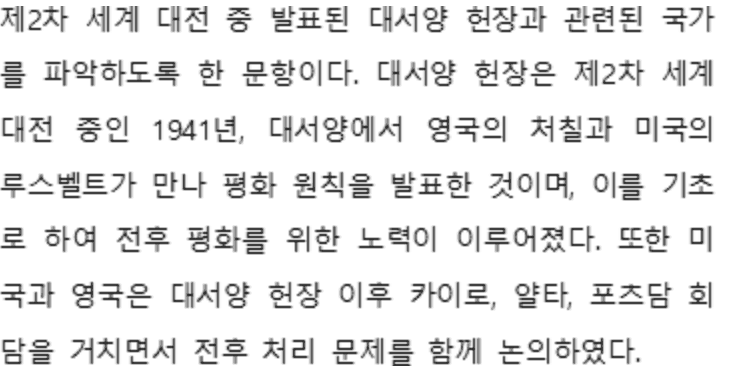 제2차 세계 대전 중 발표된 대서양 헌장과 관련된 국가
를 파악하도록 한 문항이다. 대서양 헌장은 제2차 세계
대전 중인 1941년, 대서양에서 영국의 처칠과 미국의
루스벨트가 만나 평화 원칙을 발표한 것이며, 이를 기초
로 하여 전후 평화를 위한 노력이 이루어졌다. 또한 미
국과 영국은 대서양 헌장 이후 카이로, 얄타, 포츠담 회
담을 거치면서 전후 처리 문제를 함께 논의하였다.